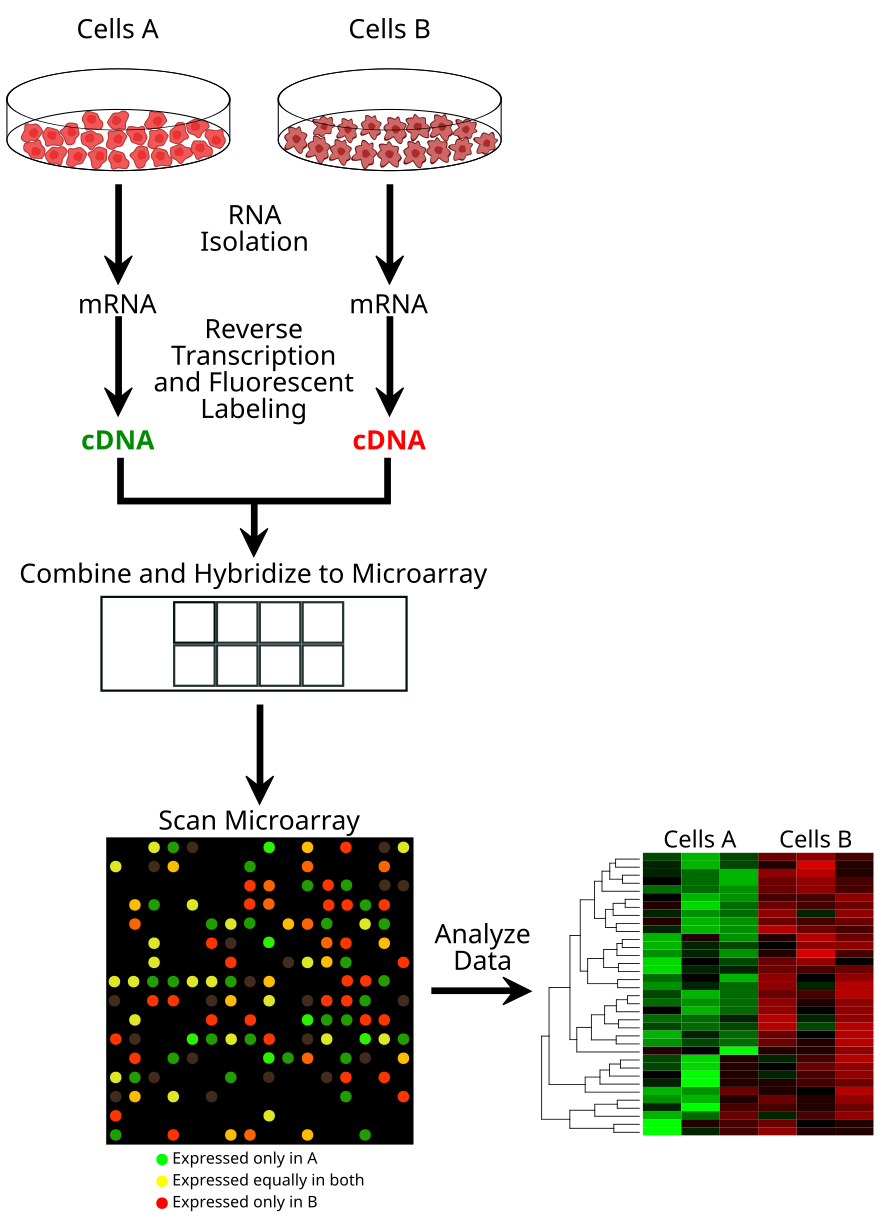 Cells A
Cells B
RNA
Isolation
mRNA
mRNA
Reverse
Transcription
and Fluorescent
Labeling
cDNA
cDNA
Combine and Hybridize to Microarray
Scan Microarray
Expressed only in A
Expressed equally in both
Expressed only in B
Analyze
Data
Cells A
Cells B